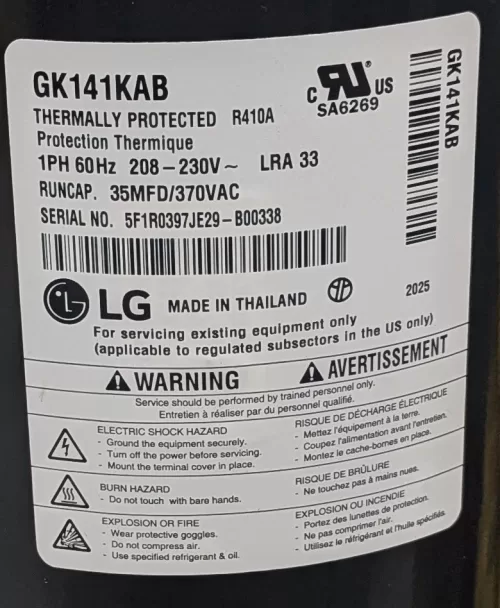 GK141KAB
THERMALLY PROTECTED R410A
Protection Thermique
1PH 60Hz 208–230V~ LRA 33
RUNCAP. 35MFD/370VAC
SERIAL NO. 5F1R0397JE29–B00338
c RU US
SA6269
GK141KAB
LG MADE IN THAILAND
2025
For servicing existing equipment only
(applicable to regulated subsectors in the US only)
WARNING
AVERTISSEMENT
Service should be performed by trained personnel only.
Entretien à réaliser par du personnel qualifié.
ELECTRIC SHOCK HAZARD
- Ground the equipment securely.
- Turn off the power before servicing.
- Mount the terminal cover in place.
RISQUE DE DÉCHARGE ÉLECTRIQUE
- Mettez l'équipement à la terre.
- Coupez l'alimentation avant l'entretien.
- Montez le cache-bornes en place.
BURN HAZARD
- Do not touch with bare hands.
RISQUE DE BRÛLURE
- Ne touchez pas à mains nues.
EXPLOSION OR FIRE
- Wear protective goggles.
- Do not compress air.
- Use specified refrigerant & oil.
EXPLOSION OU INCENDIE
- Portez des lunettes de protection.
- Ne pas comprimer l'air.
- Utilisez le réfrigérant et l'huile spécifiés.